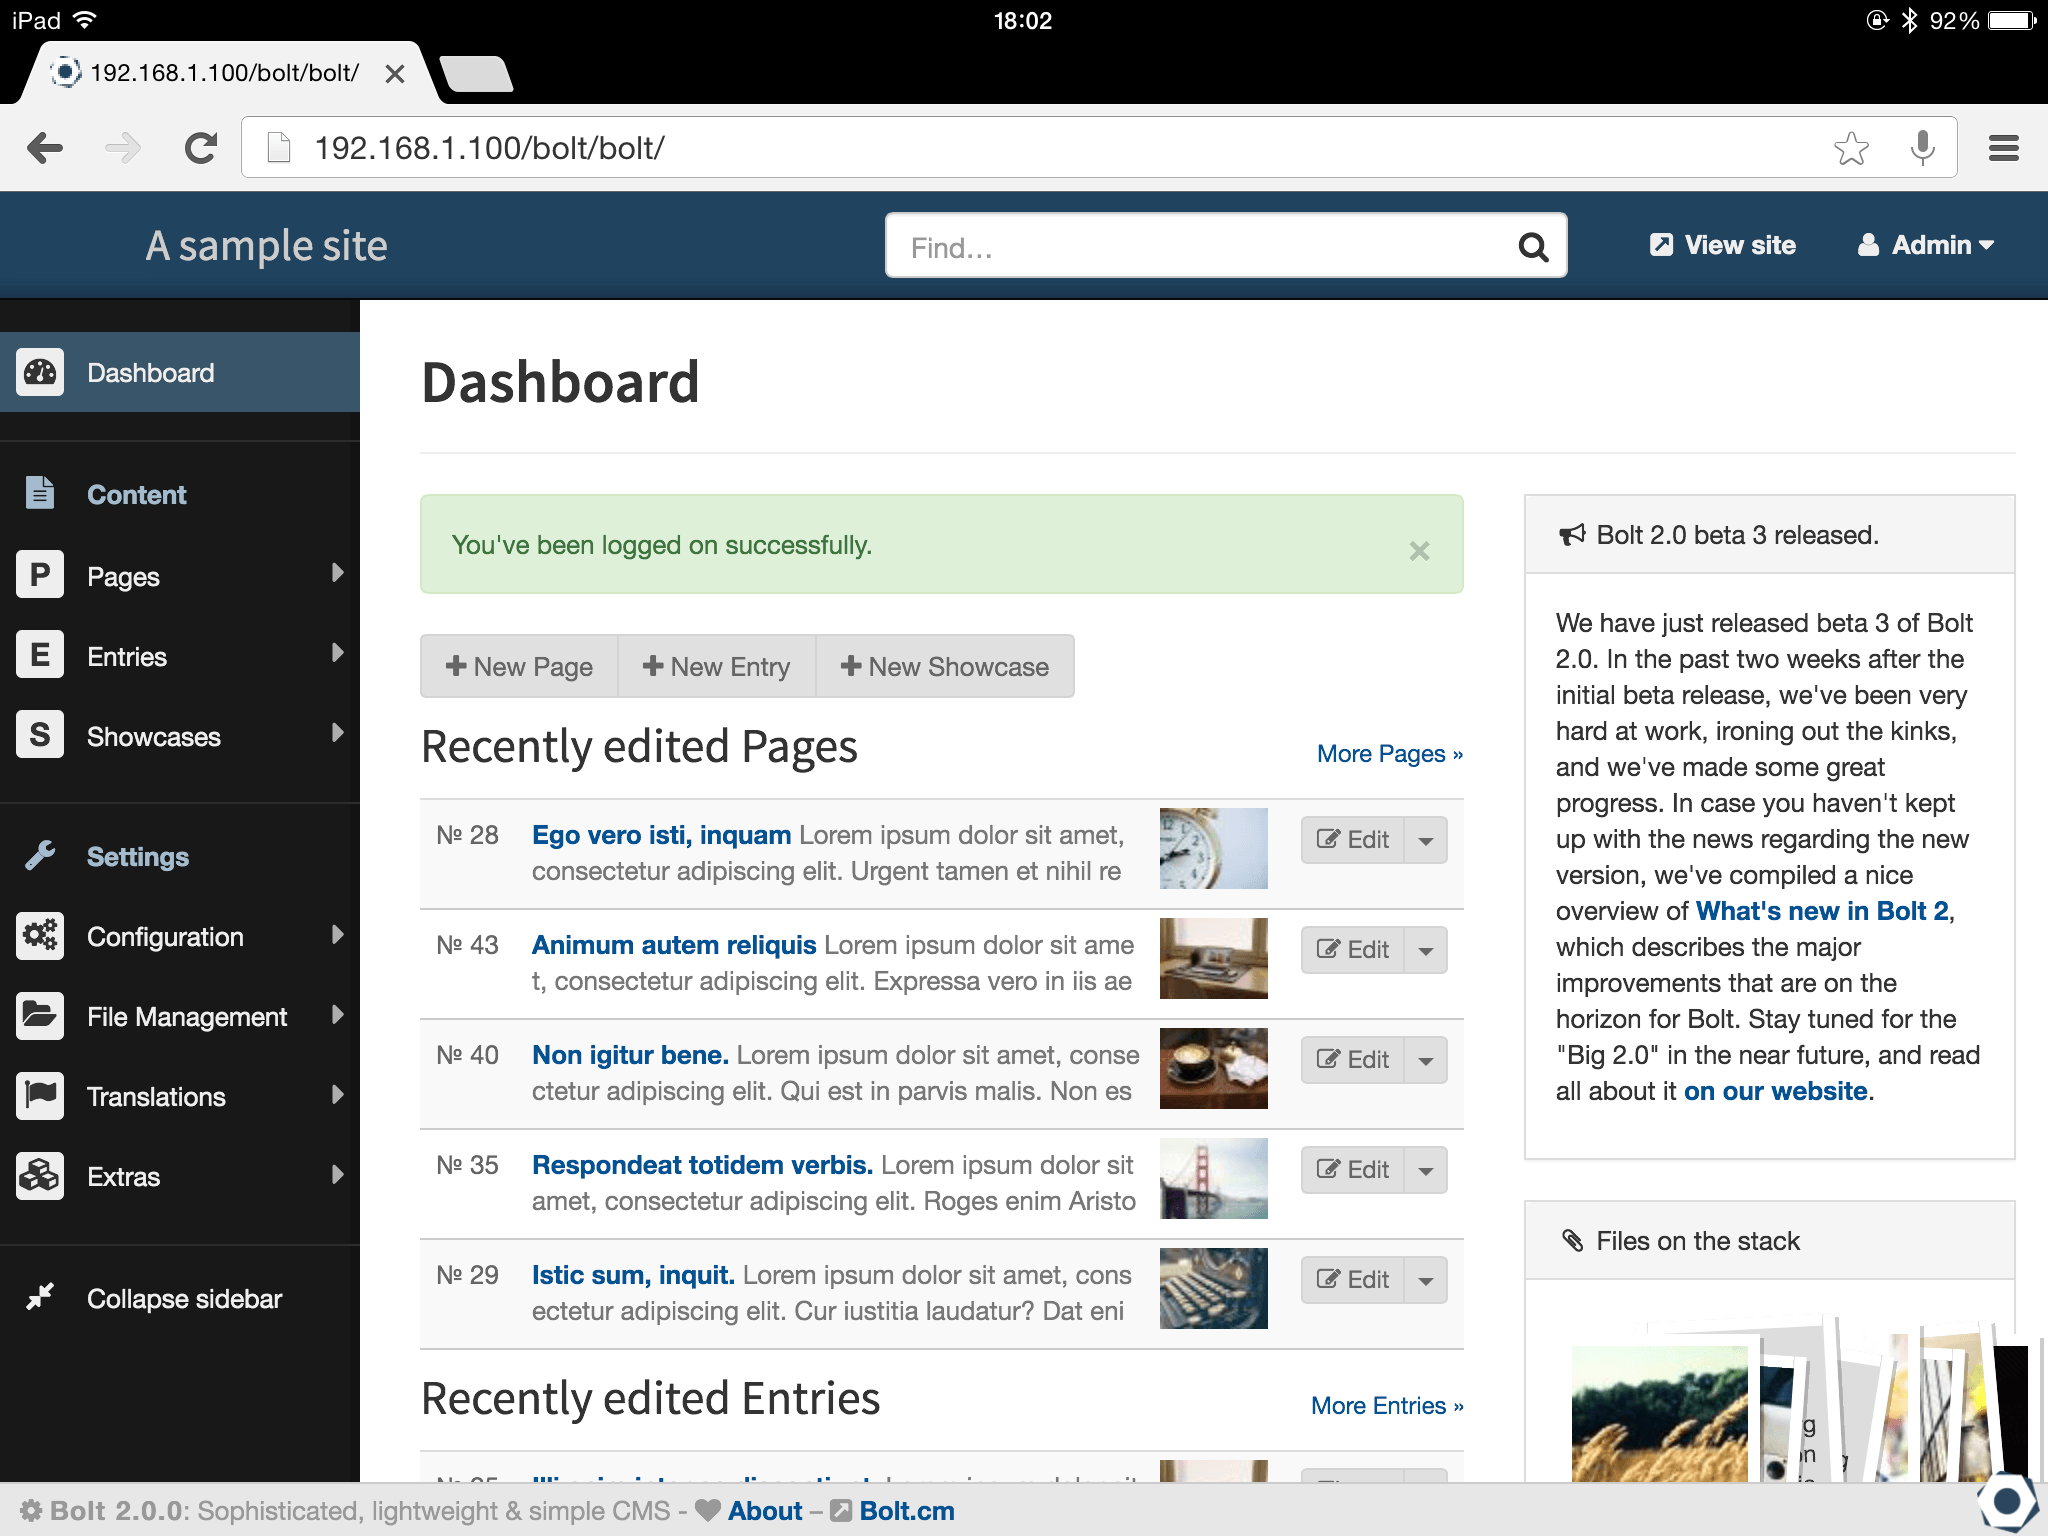 iPad 18:02 92%
192.168.1.100/bolt/bolt/
192.168.1.100/bolt/bolt/
A sample site Find... View site Admin
Dashboard
Content
P Pages
E Entries
S Showcases
Settings
Configuration
File Management
Translations
Extras
Collapse sidebar
Dashboard
You've been logged on successfully. ×
New Page New Entry New Showcase
Recently edited Pages More Pages »
№ 28 Ego vero isti, inquam Lorem ipsum dolor sit amet, Edit
consectetur adipiscing elit. Urgent tamen et nihil re
№ 43 Animum autem reliquis Lorem ipsum dolor sit ame Edit
t, consectetur adipiscing elit. Expressa vero in iis ae
№ 40 Non igitur bene. Lorem ipsum dolor sit amet, conse Edit
ctetur adipiscing elit. Qui est in parvis malis. Non es
№ 35 Respondeat totidem verbis. Lorem ipsum dolor sit Edit
amet, consectetur adipiscing elit. Roges enim Aristo
№ 29 Istic sum, inquit. Lorem ipsum dolor sit amet, cons Edit
ectetur adipiscing elit. Cur iustitia laudatur? Dat eni
Recently edited Entries More Entries »
Bolt 2.0 beta 3 released.
We have just released beta 3 of Bolt
2.0. In the past two weeks after the
initial beta release, we've been very
hard at work, ironing out the kinks,
and we've made some great
progress. In case you haven't kept
up with the news regarding the new
version, we've compiled a nice
overview of What's new in Bolt 2,
which describes the major
improvements that are on the
horizon for Bolt. Stay tuned for the
"Big 2.0" in the near future, and read
all about it on our website.
Files on the stack
Bolt 2.0.0: Sophisticated, lightweight & simple CMS - About – Bolt.cm